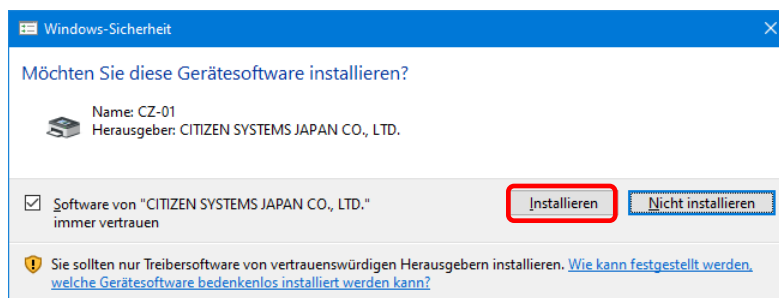 Windows-Sicherheit
Möchten Sie diese Gerätesoftware installieren?
Name: CZ-01
Herausgeber: CITIZEN SYSTEMS JAPAN CO., LTD.
Software von "CITIZEN SYSTEMS JAPAN CO., LTD."
immer vertrauen
Installieren
Nicht installieren
Sie sollten nur Treibersoftware von vertrauenswürdigen Herausgebern installieren. Wie kann festgestellt werden,
welche Gerätesoftware bedenkenlos installiert werden kann?